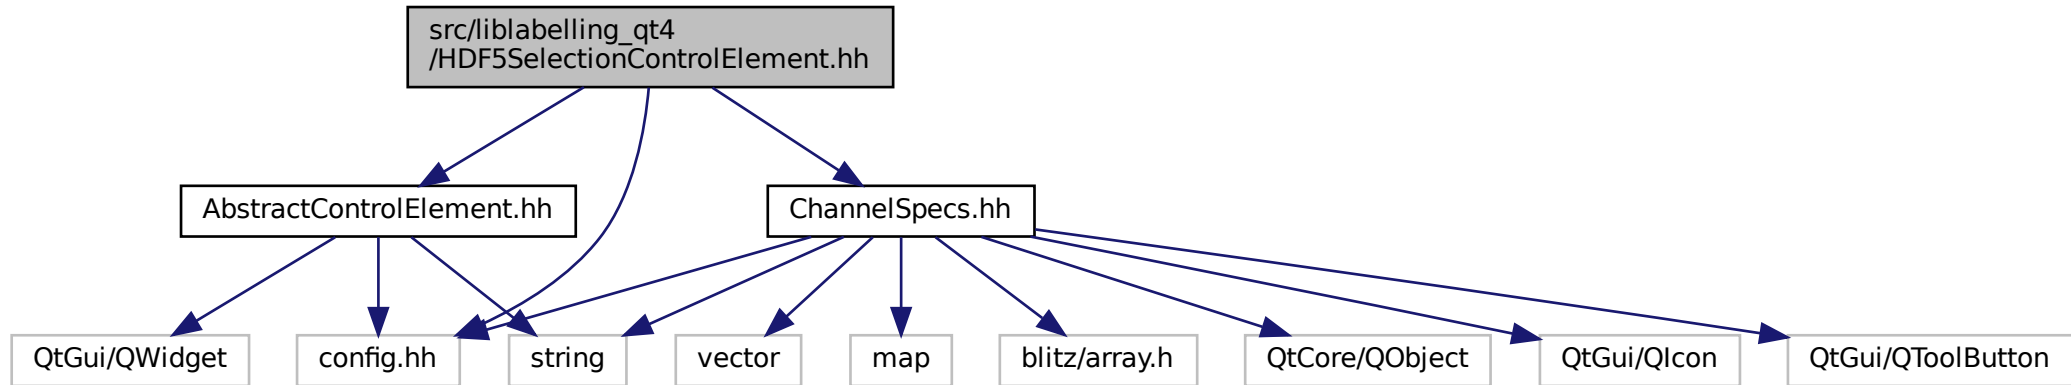 src/liblabelling_qt4
/HDF5SelectionControlElement.hh
AbstractControlElement.hh
ChannelSpecs.hh
QtGui/QWidget
config.hh
string
vector
map
blitz/array.h
QtCore/QObject
QtGui/QIcon
QtGui/QToolButton